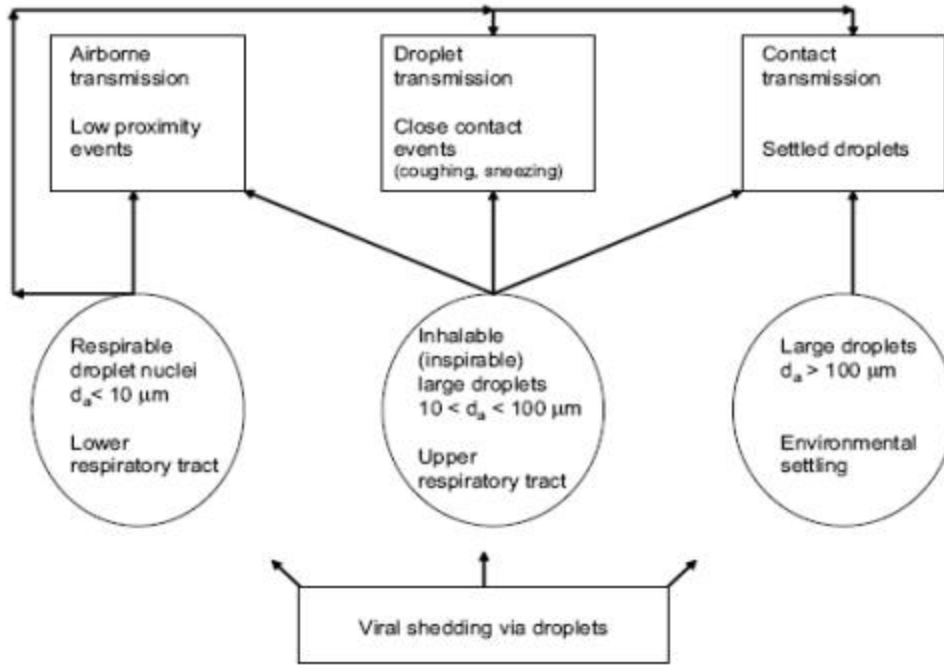 Airborne
transmission
Low proximity
events
Droplet
transmission
Close contact
events
(coughing, sneezing)
Contact
transmission
Settled droplets
Respirable
droplet nuclei
dₐ< 10 μm
Lower
respiratory tract
Inhalable
(inspirable)
large droplets
10 < dₐ < 100 μm
Upper
respiratory tract
Large droplets
dₐ > 100 μm
Environmental
settling
Viral shedding via droplets